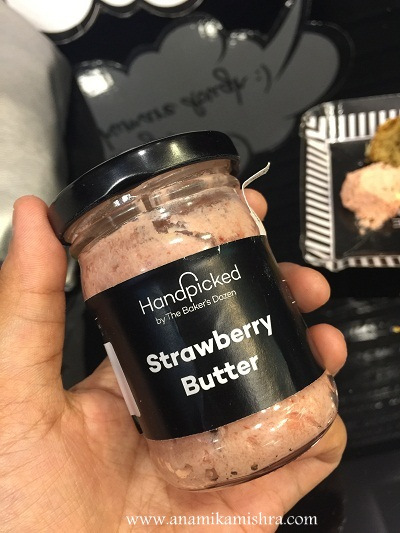 Handpicked
by The Baker's Dozen
Strawberry
Butter
www.anamikamishra.com